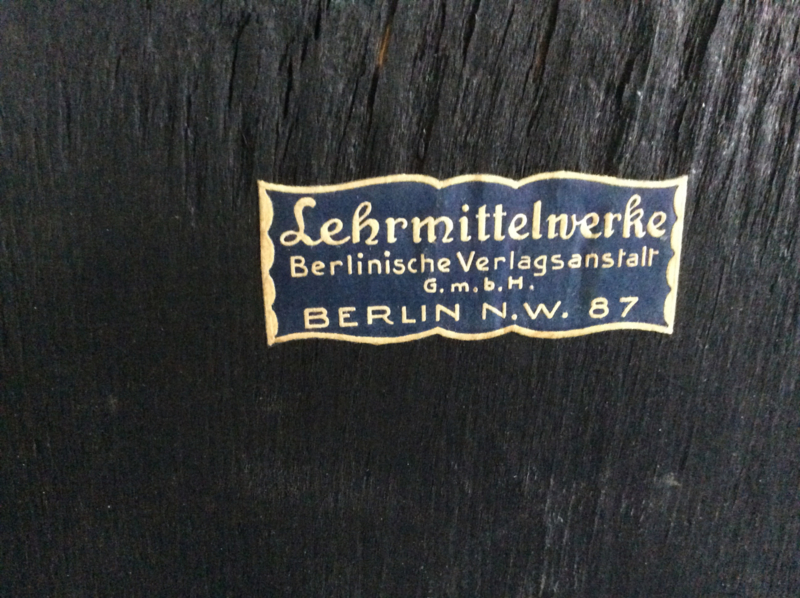 Lehrmittelwerke
Berlinische Verlagsanstalt
G.m.b.H.
BERLIN N.W. 87